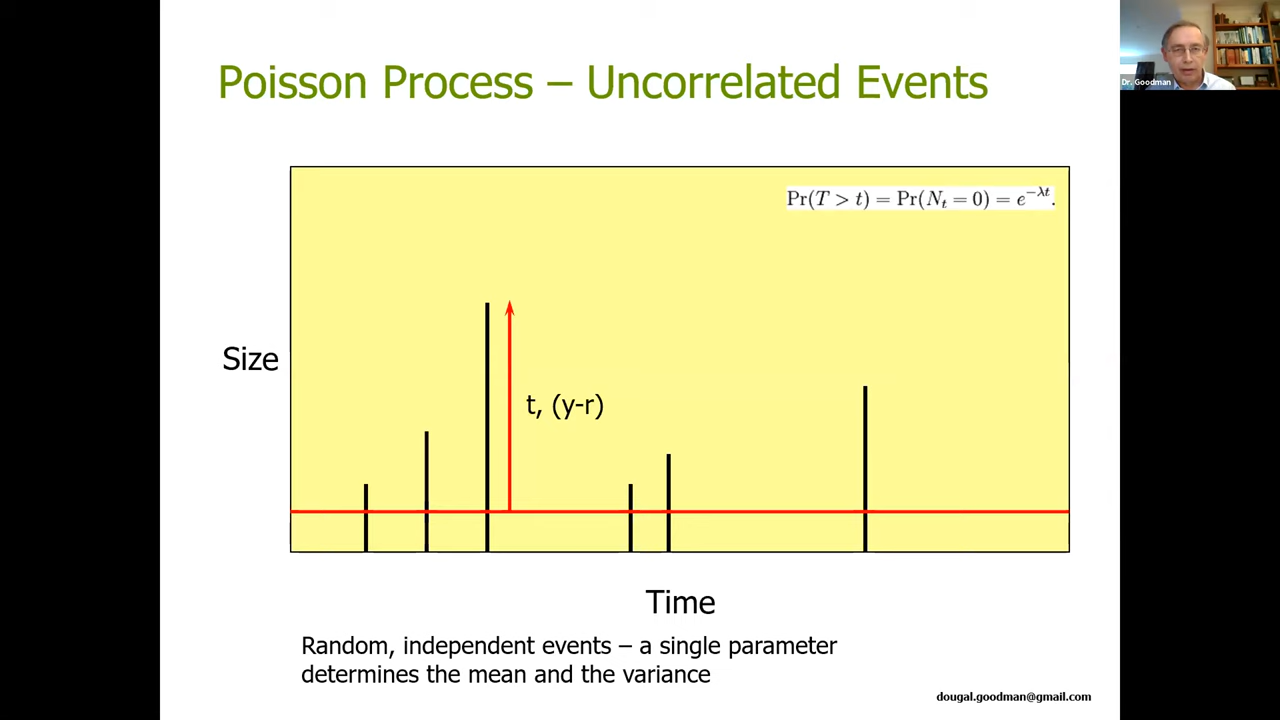 Poisson Process – Uncorrelated Events
Dr. Goodman
Pr(T > t) = Pr(Nₜ = 0) = e^{−λt}.
Size
t, (y-r)
Time
Random, independent events – a single parameter
determines the mean and the variance
dougal.goodman@gmail.com